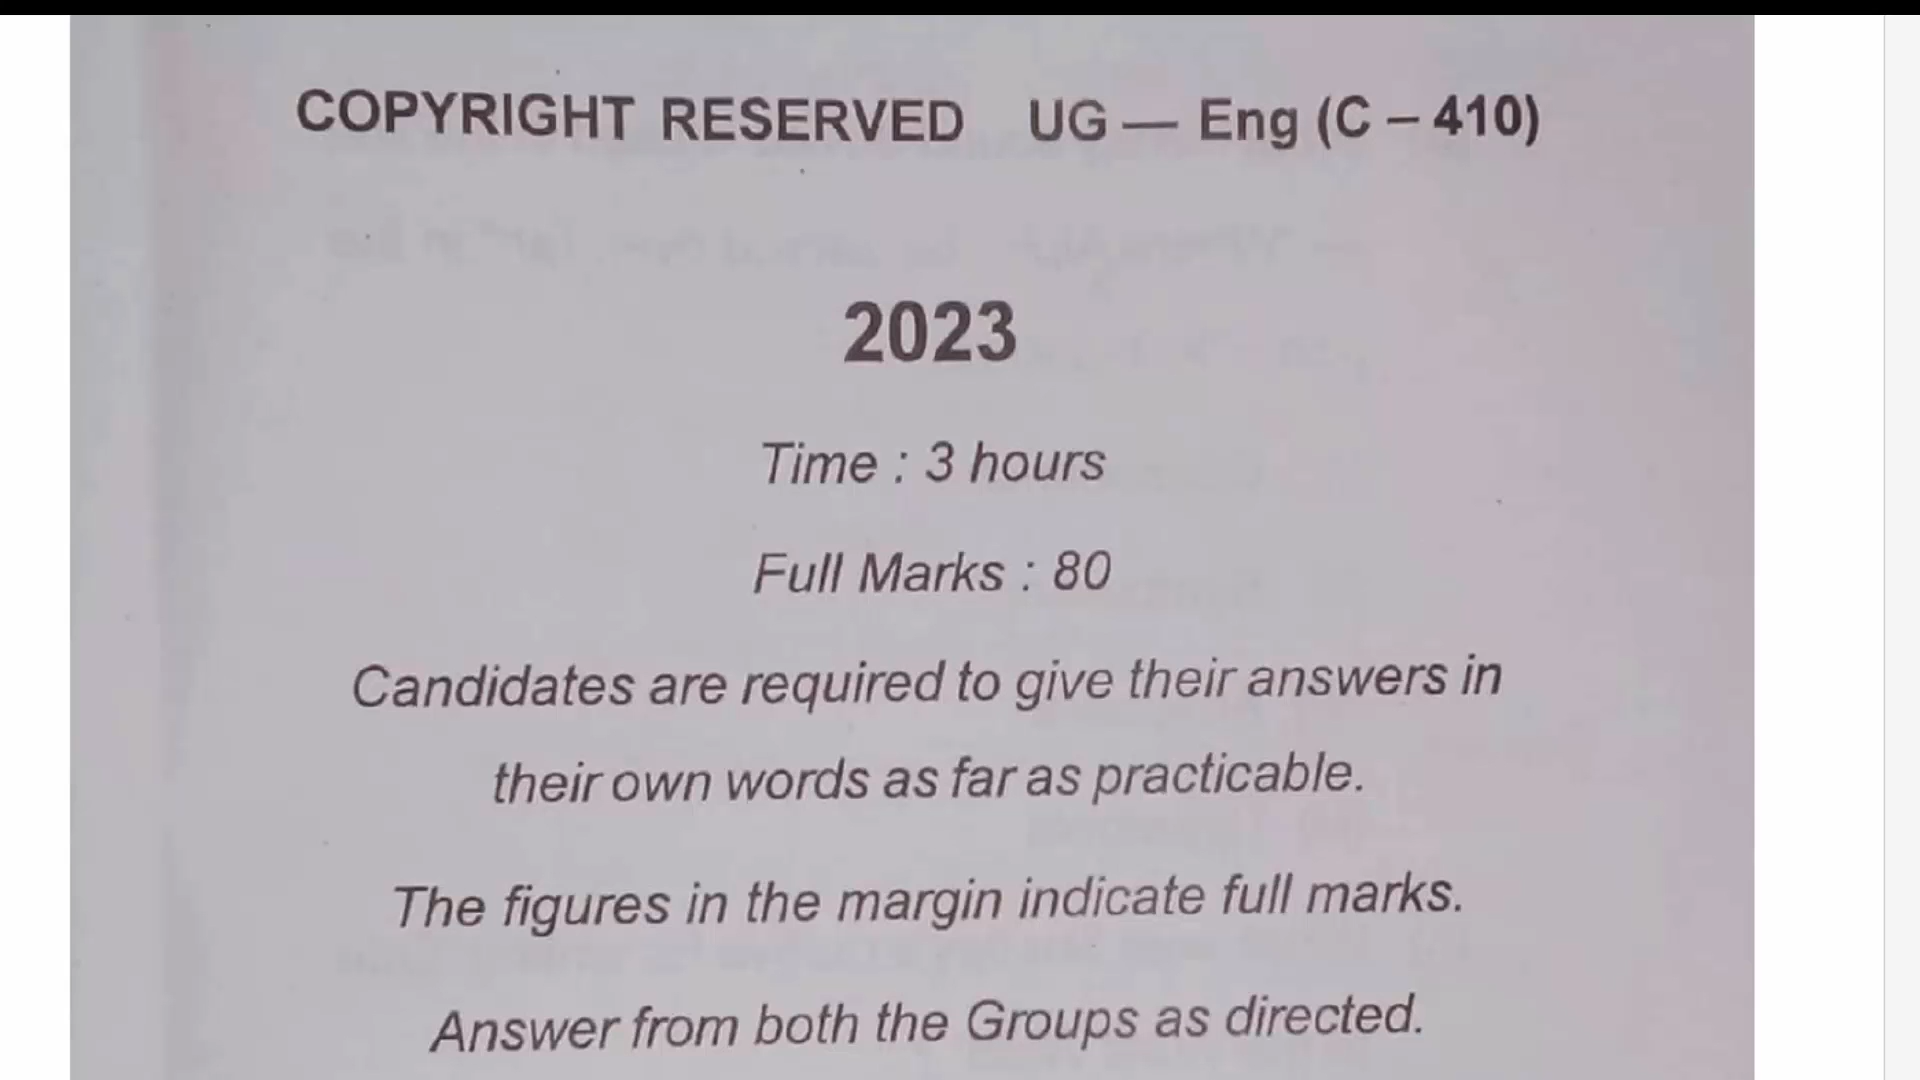 COPYRIGHT RESERVED UG — Eng (C – 410)
2023
Time : 3 hours
Full Marks : 80
Candidates are required to give their answers in
their own words as far as practicable.
The figures in the margin indicate full marks.
Answer from both the Groups as directed.